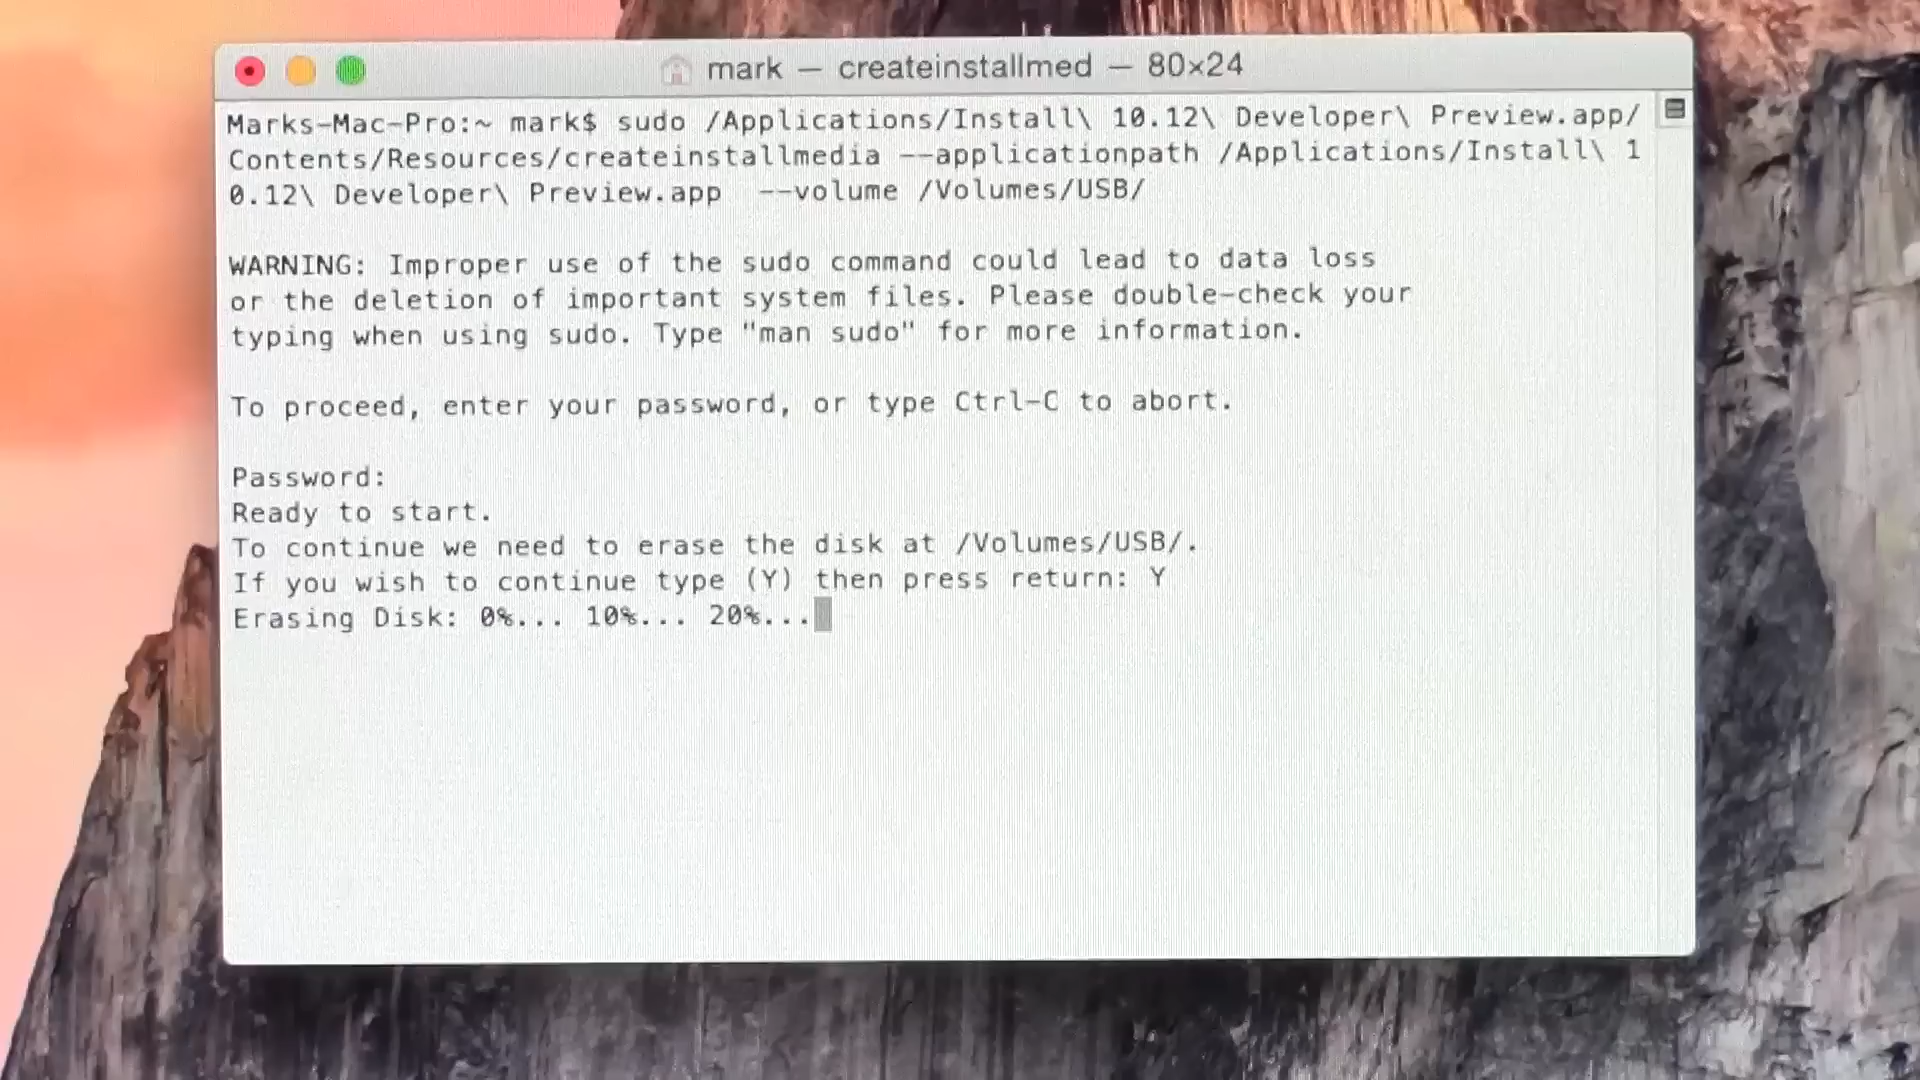 mark — createinstallmed — 80×24
Marks-Mac-Pro:~ mark$ sudo /Applications/Install\ 10.12\ Developer\ Preview.app/
Contents/Resources/createinstallmedia --applicationpath /Applications/Install\ 1
0.12\ Developer\ Preview.app  --volume /Volumes/USB/
WARNING: Improper use of the sudo command could lead to data loss
or the deletion of important system files. Please double-check your
typing when using sudo. Type "man sudo" for more information.
To proceed, enter your password, or type Ctrl-C to abort.
Password:
Ready to start.
To continue we need to erase the disk at /Volumes/USB/.
If you wish to continue type (Y) then press return: Y
Erasing Disk: 0%... 10%... 20%...